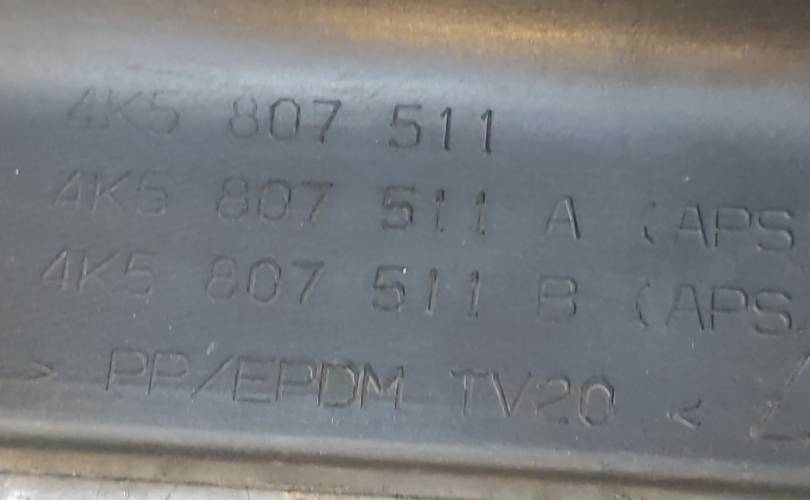 4K5 807 511
4K5 807 511 A (APS
4K5 807 511 B (APS
> PP/EPDM TV20 <